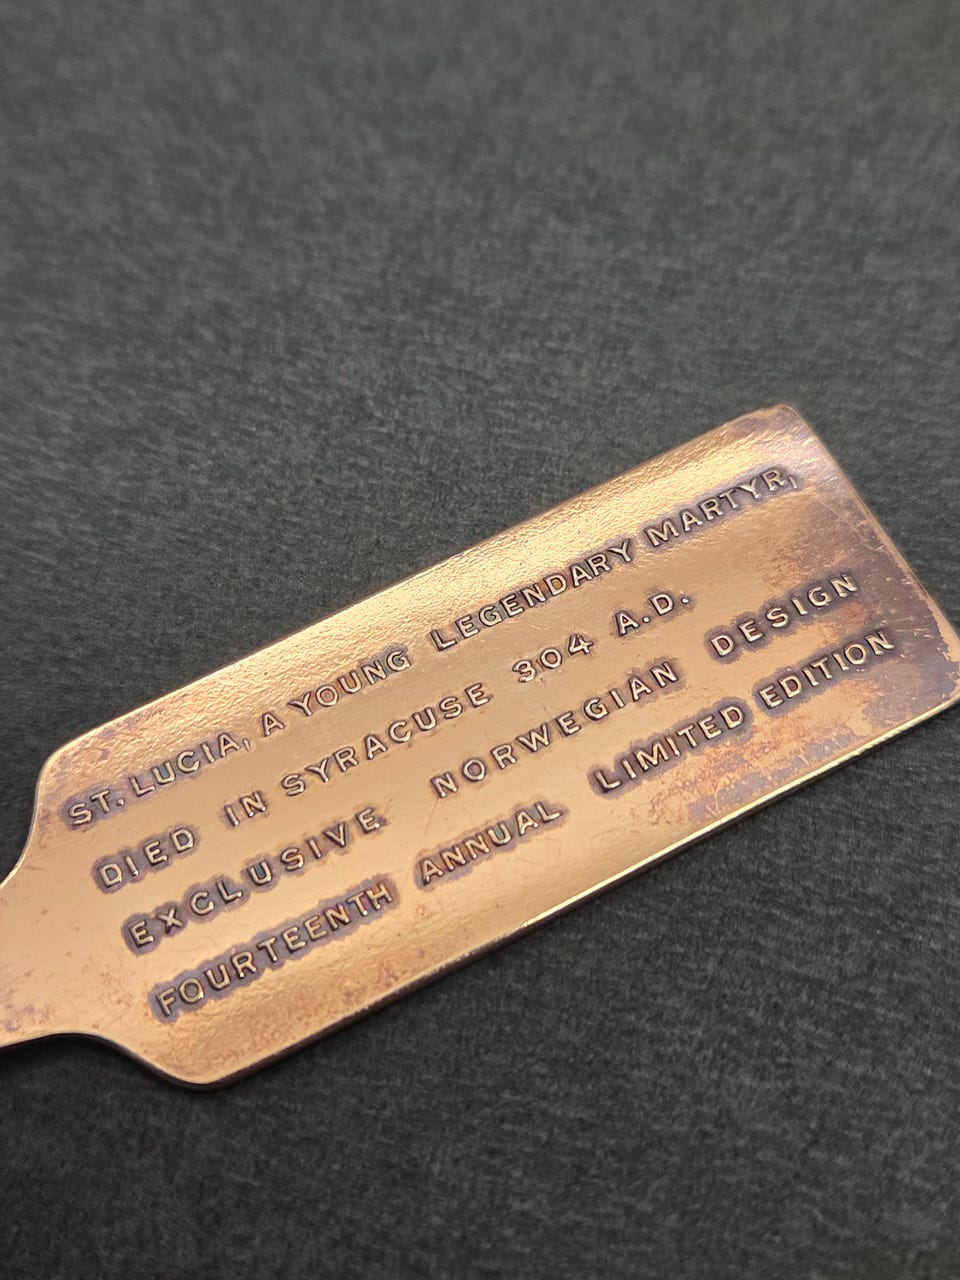 ST. LUCIA, A YOUNG LEGENDARY MARTYR,
DIED IN SYRACUSE 304 A.D.
EXCLUSIVE NORWEGIAN DESIGN
FOURTEENTH ANNUAL LIMITED EDITION